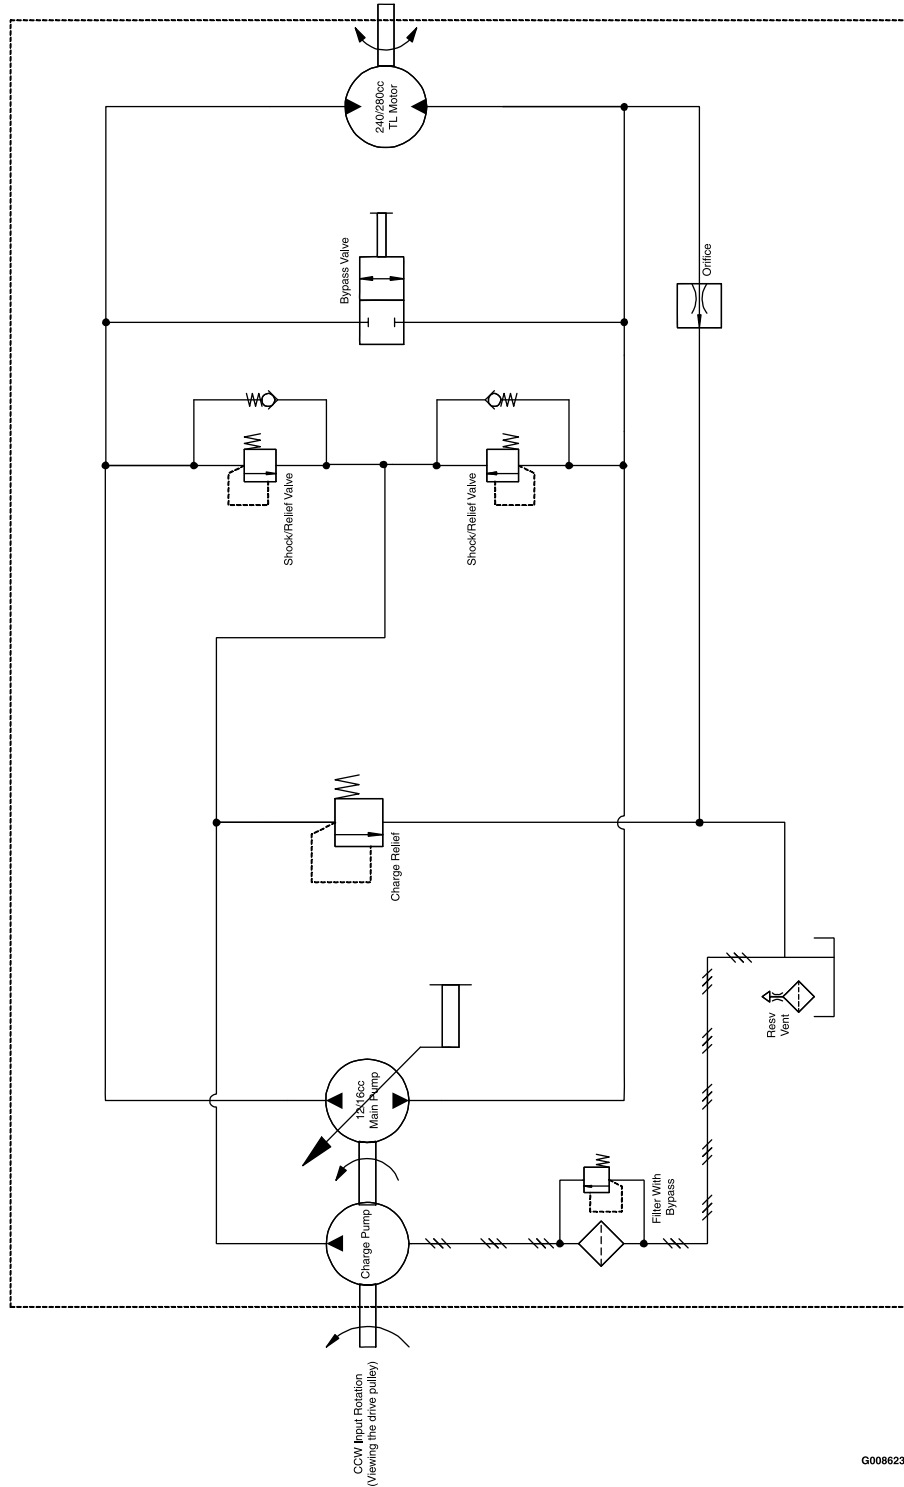 240/280cc
TL Motor
Bypass Valve
Orifice
Shock/Relief Valve
Shock/Relief Valve
Charge Relief
Resv
Vent
12/16cc
Main Pump
Filter With
Bypass
Charge Pump
CCW Input Rotation
(Viewing the drive pulley)
G008623